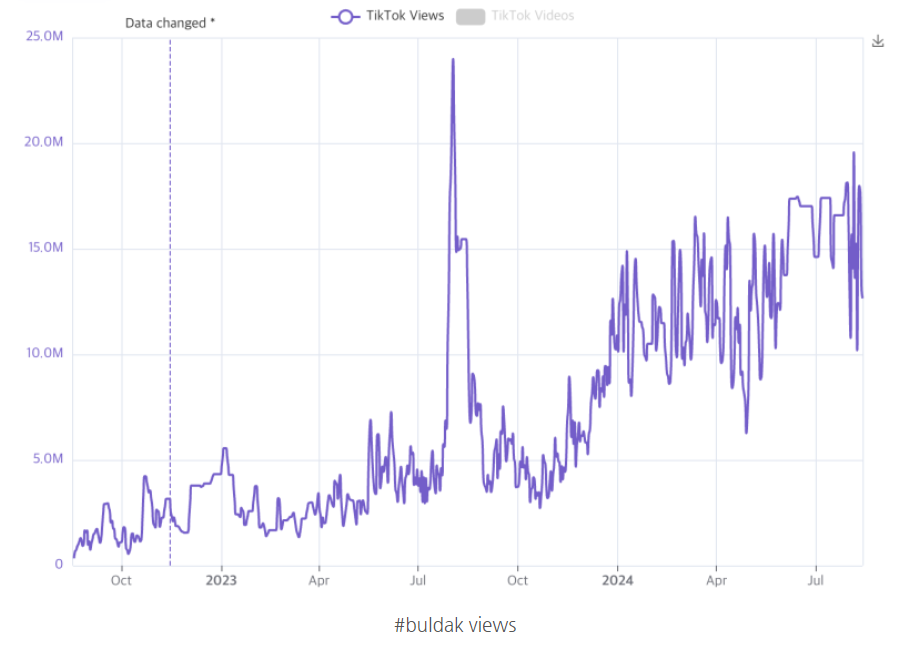 Data changed *
TikTok Views
TikTok Videos
25.0M
20.0M
15.0M
10.0M
5.0M
0
Oct 2023 Apr Jul Oct 2024 Apr Jul
#buldak views